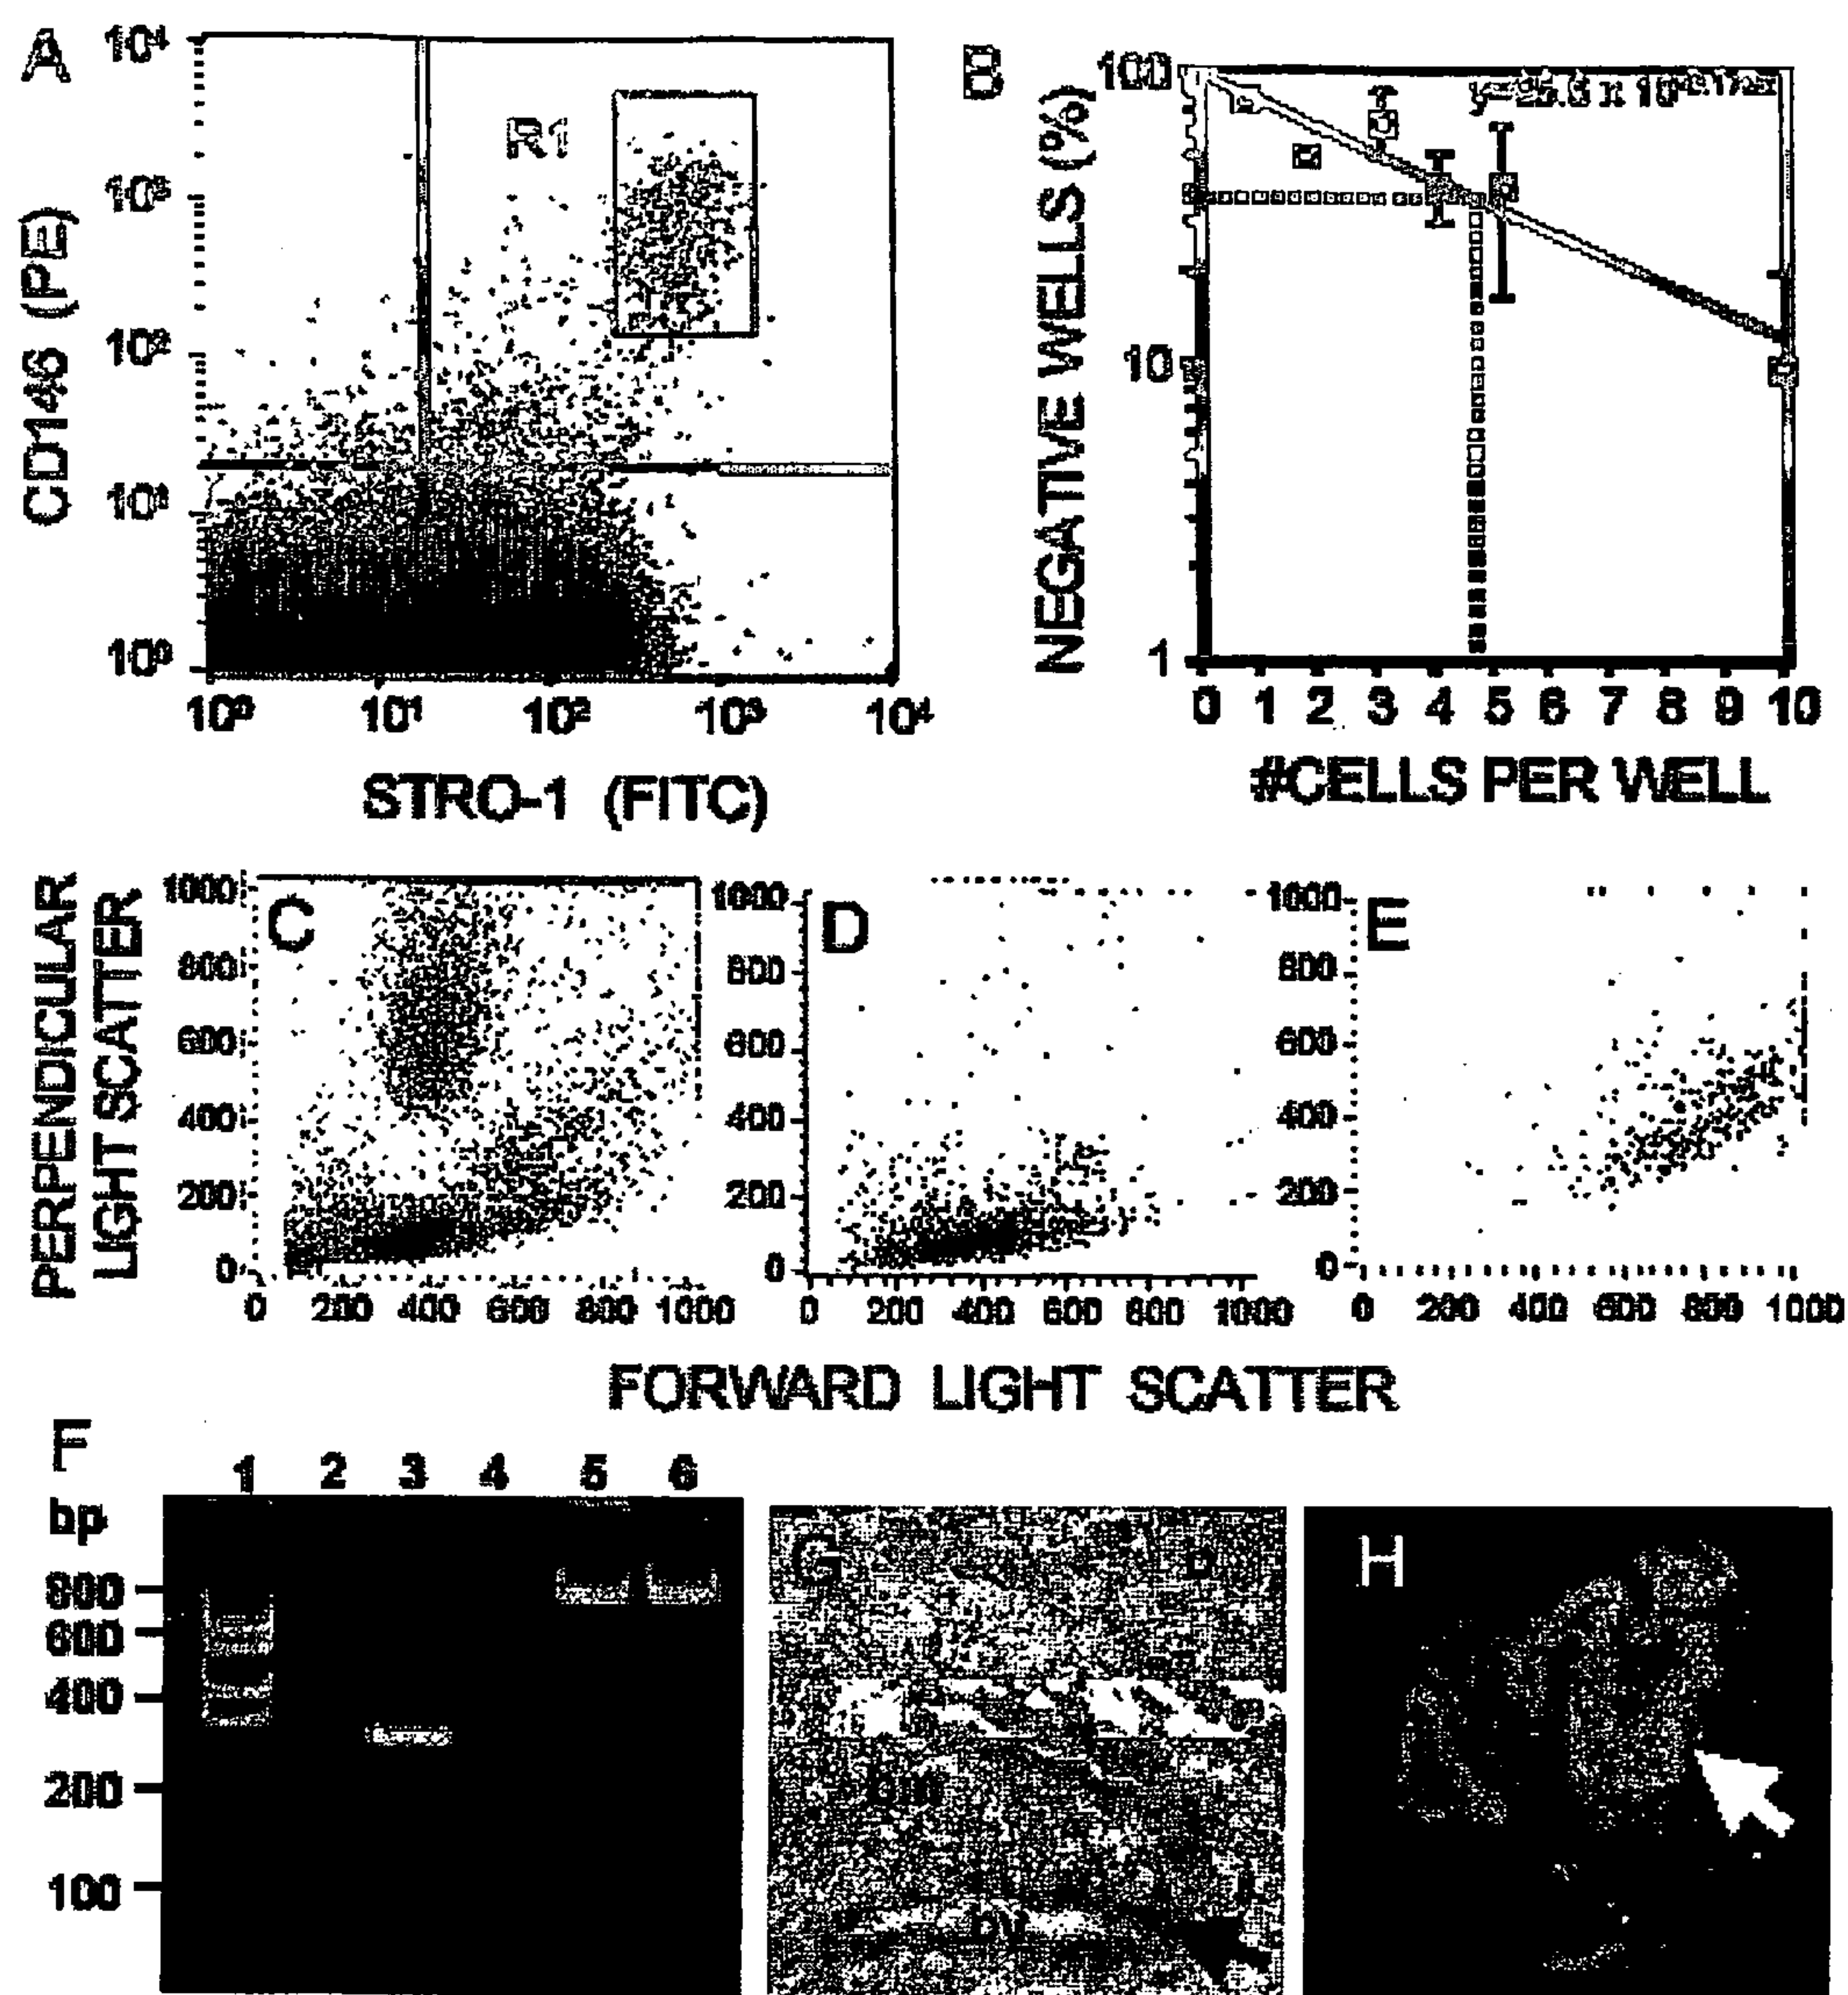 A
10⁴
10³
10²
10¹
10⁰
CD146 (PE)
R1
10⁰ 10¹ 10² 10³ 10⁴
STRO-1 (FITC)
B
100
10
1
NEGATIVE WELLS (%)
0 1 2 3 4 5 6 7 8 9 10
#CELLS PER WELL
PERPENDICULAR
LIGHT SCATTER
C
1000
800
600
400
200
0
0 200 400 600 800 1000
D
1000
800
600
400
200
0
0 200 400 600 800 1000
E
1000
800
600
400
200
0
0 200 400 600 800 1000
FORWARD LIGHT SCATTER
F
1 2 3 4 5 6
bp
800
600
400
200
100
G
D
bv
H